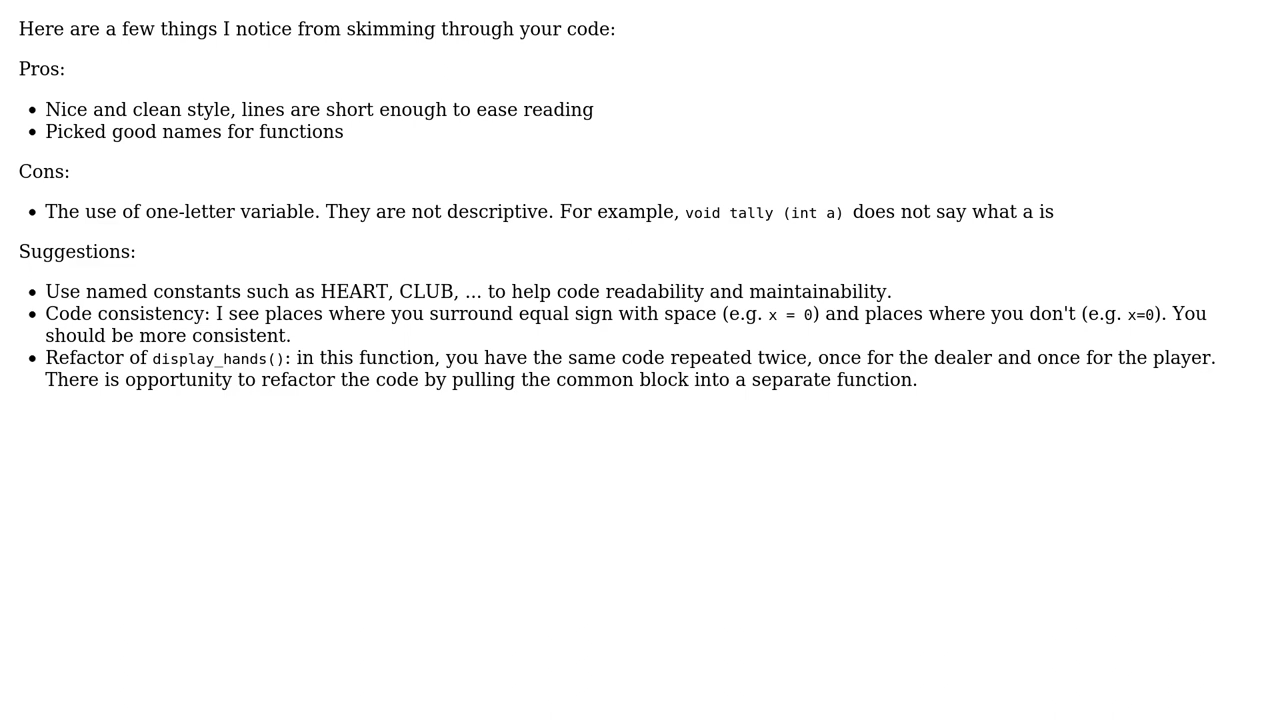 Here are a few things I notice from skimming through your code:
Pros:
• Nice and clean style, lines are short enough to ease reading
• Picked good names for functions
Cons:
• The use of one-letter variable. They are not descriptive. For example, void tally (int a) does not say what a is
Suggestions:
• Use named constants such as HEART, CLUB, ... to help code readability and maintainability.
• Code consistency: I see places where you surround equal sign with space (e.g. x = 0) and places where you don't (e.g. x=0). You
should be more consistent.
• Refactor of display_hands(): in this function, you have the same code repeated twice, once for the dealer and once for the player.
There is opportunity to refactor the code by pulling the common block into a separate function.